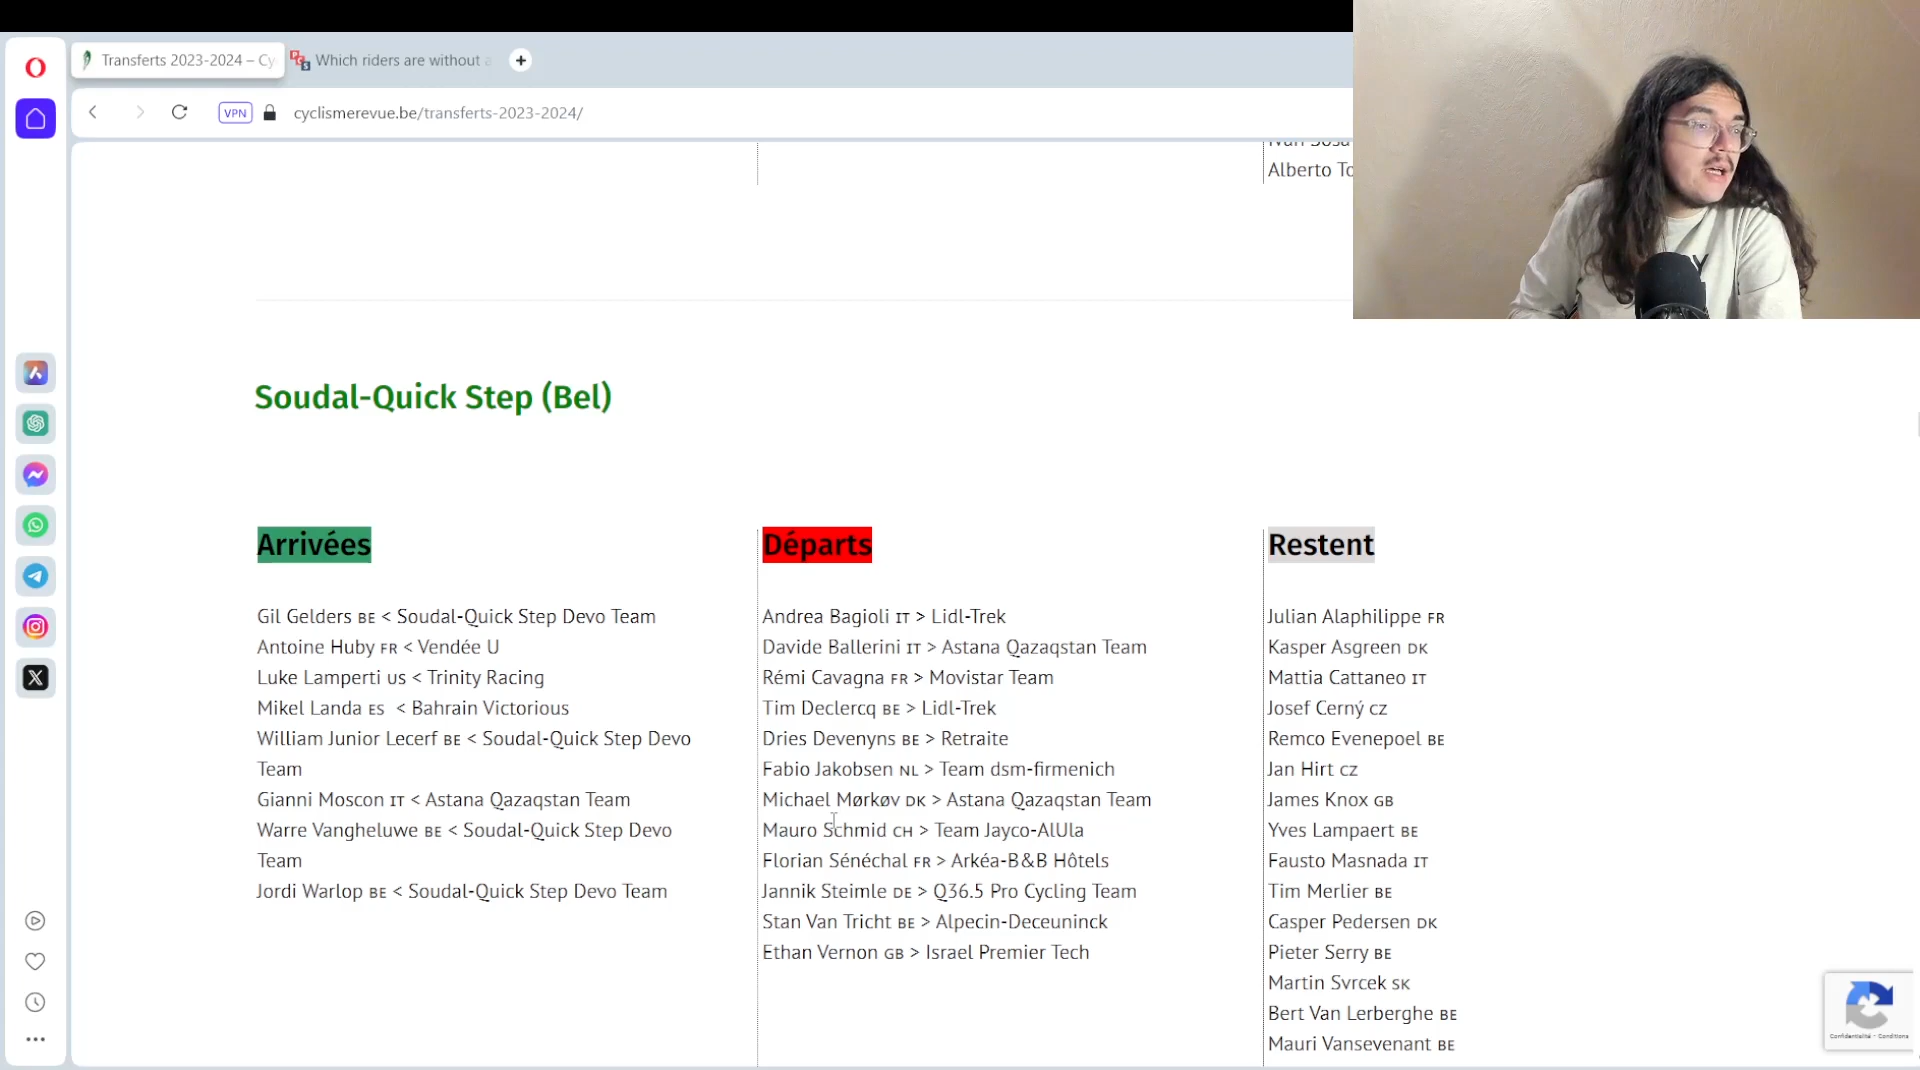 Transferts 2023-2024 – Cy
Which riders are without a
VPN
cyclismerevue.be/transferts-2023-2024/
Alberto To
Soudal-Quick Step (Bel)
Arrivées
Gil Gelders BE < Soudal-Quick Step Devo Team
Antoine Huby FR < Vendée U
Luke Lamperti US < Trinity Racing
Mikel Landa ES < Bahrain Victorious
William Junior Lecerf BE < Soudal-Quick Step Devo
Team
Gianni Moscon IT < Astana Qazaqstan Team
Warre Vangheluwe BE < Soudal-Quick Step Devo
Team
Jordi Warlop BE < Soudal-Quick Step Devo Team
Départs
Andrea Bagioli IT > Lidl-Trek
Davide Ballerini IT > Astana Qazaqstan Team
Rémi Cavagna FR > Movistar Team
Tim Declercq BE > Lidl-Trek
Dries Devenyns BE > Retraite
Fabio Jakobsen NL > Team dsm-firmenich
Michael Mørkøv DK > Astana Qazaqstan Team
Mauro Schmid CH > Team Jayco-AlUla
Florian Sénéchal FR > Arkéa-B&B Hôtels
Jannik Steimle DE > Q36.5 Pro Cycling Team
Stan Van Tricht BE > Alpecin-Deceuninck
Ethan Vernon GB > Israel Premier Tech
Restent
Julian Alaphilippe FR
Kasper Asgreen DK
Mattia Cattaneo IT
Josef Cerný CZ
Remco Evenepoel BE
Jan Hirt CZ
James Knox GB
Yves Lampaert BE
Fausto Masnada IT
Tim Merlier BE
Casper Pedersen DK
Pieter Serry BE
Martin Svrcek SK
Bert Van Lerberghe BE
Mauri Vansevenant BE
Confidentialité - Conditions